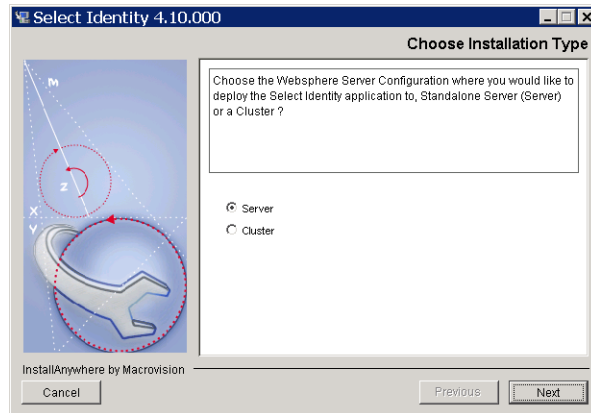 Select Identity 4.10.000
Choose Installation Type
Choose the Websphere Server Configuration where you would like to
deploy the Select Identity application to, Standalone Server (Server)
or a Cluster ?
m
z
X
Y
Server
Cluster
InstallAnywhere by Macrovision
Cancel
Previous
Next